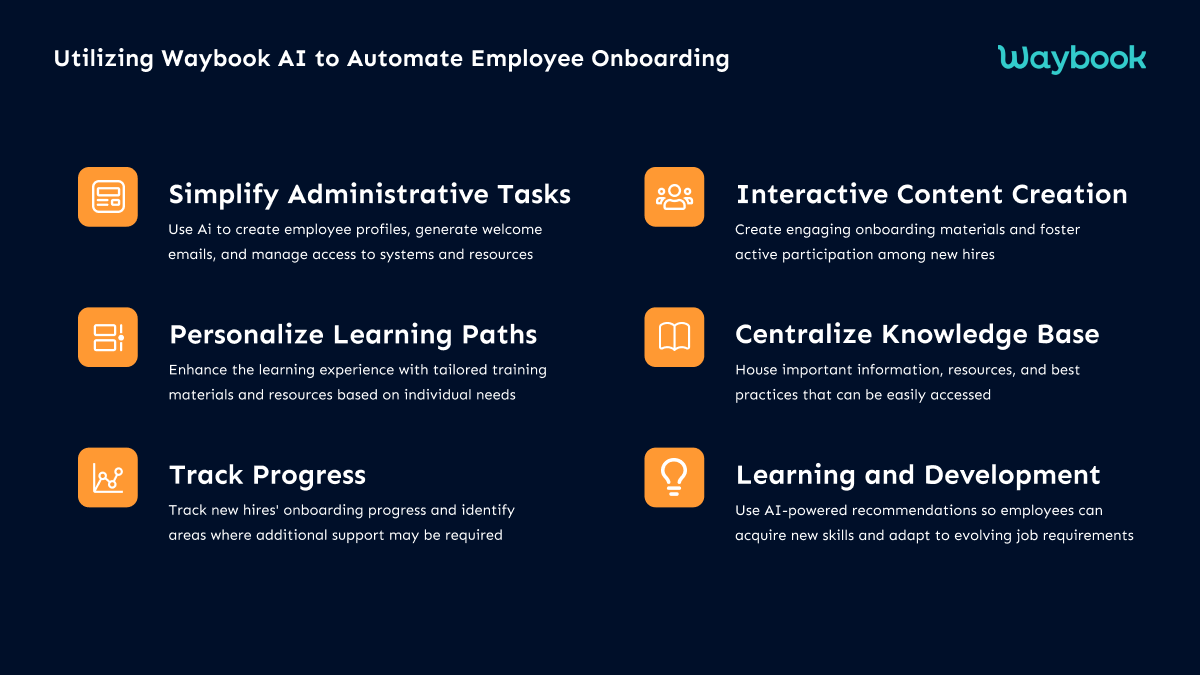 Utilizing Waybook AI to Automate Employee Onboarding
Waybook
Simplify Administrative Tasks
Use Ai to create employee profiles, generate welcome
emails, and manage access to systems and resources
Interactive Content Creation
Create engaging onboarding materials and foster
active participation among new hires
Personalize Learning Paths
Enhance the learning experience with tailored training
materials and resources based on individual needs
Centralize Knowledge Base
House important information, resources, and best
practices that can be easily accessed
Track Progress
Track new hires' onboarding progress and identify
areas where additional support may be required
Learning and Development
Use AI-powered recommendations so employees can
acquire new skills and adapt to evolving job requirements